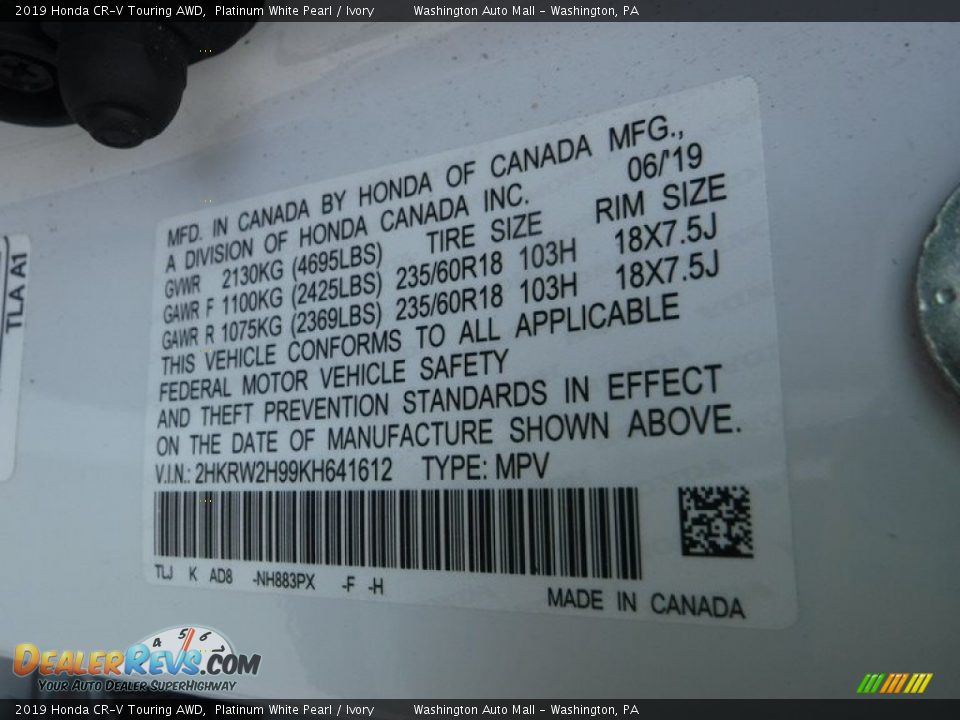 2019 Honda CR-V Touring AWD, Platinum White Pearl / Ivory Washington Auto Mall - Washington, PA
MFD. IN CANADA BY HONDA OF CANADA MFG.,
A DIVISION OF HONDA CANADA INC. 06/'19
GVWR 2130KG (4695LBS) TIRE SIZE RIM SIZE
GAWR F 1100KG (2425LBS) 235/60R18 103H 18X7.5J
GAWR R 1075KG (2369LBS) 235/60R18 103H 18X7.5J
THIS VEHICLE CONFORMS TO ALL APPLICABLE
FEDERAL MOTOR VEHICLE SAFETY
AND THEFT PREVENTION STANDARDS IN EFFECT
ON THE DATE OF MANUFACTURE SHOWN ABOVE.
V.I.N.: 2HKRW2H99KH641612 TYPE: MPV
TLJ K AD8 -NH883PX -F -H
MADE IN CANADA
TLA A1
4 5 6
DEALERREVS.COM
YOUR AUTO DEALER SUPERHIGHWAY
2019 Honda CR-V Touring AWD, Platinum White Pearl / Ivory Washington Auto Mall - Washington, PA